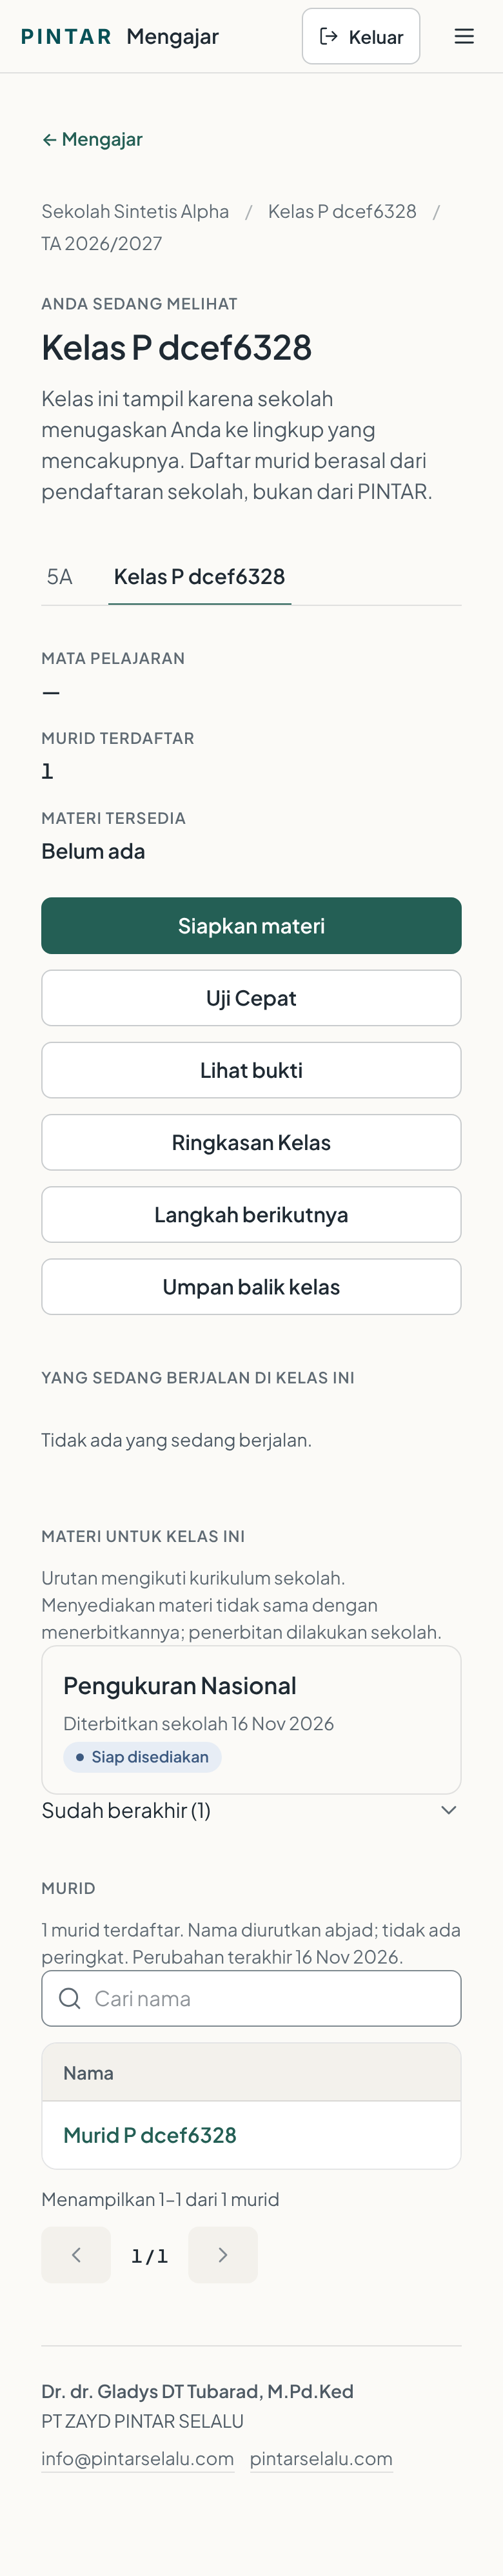 PINTAR Mengajar
Keluar
← Mengajar
Sekolah Sintetis Alpha / Kelas P dcef6328 /
TA 2026/2027
ANDA SEDANG MELIHAT
Kelas P dcef6328
Kelas ini tampil karena sekolah
menugaskan Anda ke lingkup yang
mencakupnya. Daftar murid berasal dari
pendaftaran sekolah, bukan dari PINTAR.
5A Kelas P dcef6328
MATA PELAJARAN
—
MURID TERDAFTAR
1
MATERI TERSEDIA
Belum ada
Siapkan materi
Uji Cepat
Lihat bukti
Ringkasan Kelas
Langkah berikutnya
Umpan balik kelas
YANG SEDANG BERJALAN DI KELAS INI
Tidak ada yang sedang berjalan.
MATERI UNTUK KELAS INI
Urutan mengikuti kurikulum sekolah.
Menyediakan materi tidak sama dengan
menerbitkannya; penerbitan dilakukan sekolah.
Pengukuran Nasional
Diterbitkan sekolah 16 Nov 2026
Siap disediakan
Sudah berakhir (1)
MURID
1 murid terdaftar. Nama diurutkan abjad; tidak ada
peringkat. Perubahan terakhir 16 Nov 2026.
Cari nama
Nama
Murid P dcef6328
Menampilkan 1–1 dari 1 murid
1/1
Dr. dr. Gladys DT Tubarad, M.Pd.Ked
PT ZAYD PINTAR SELALU
info@pintarselalu.com pintarselalu.com